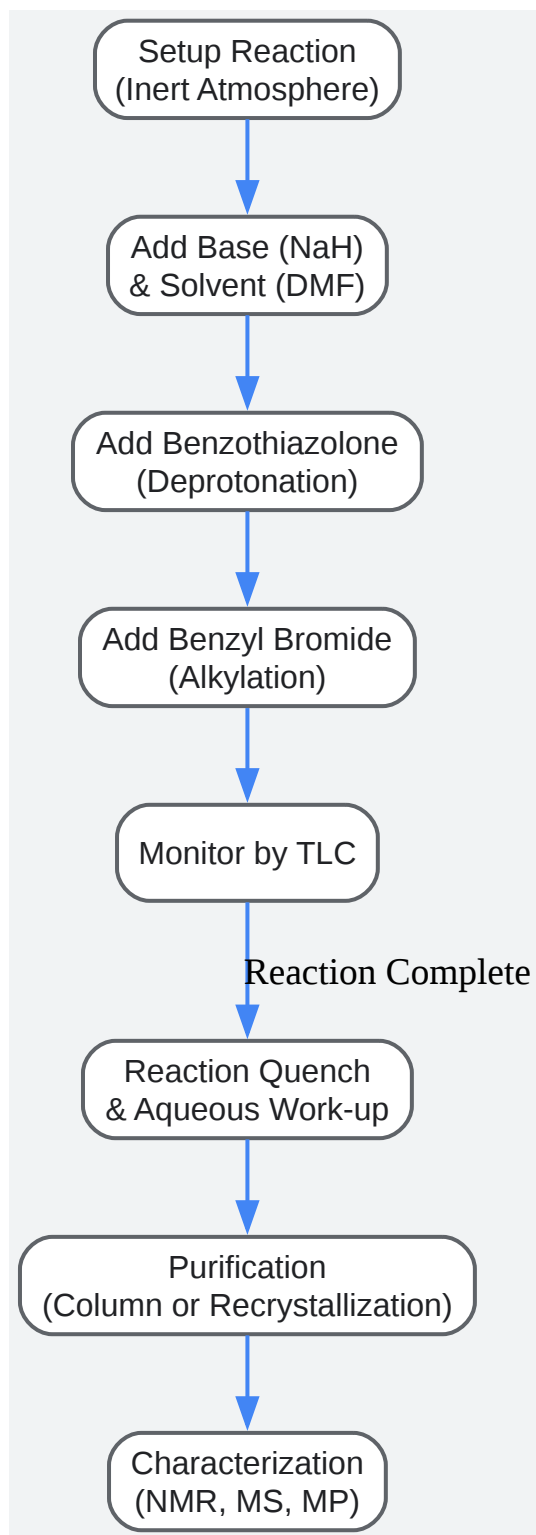 Setup Reaction
(Inert Atmosphere)
Add Base (NaH)
& Solvent (DMF)
Add Benzothiazolone
(Deprotonation)
Add Benzyl Bromide
(Alkylation)
Monitor by TLC
Reaction Complete
Reaction Quench
& Aqueous Work-up
Purification
(Column or Recrystallization)
Characterization
(NMR, MS, MP)